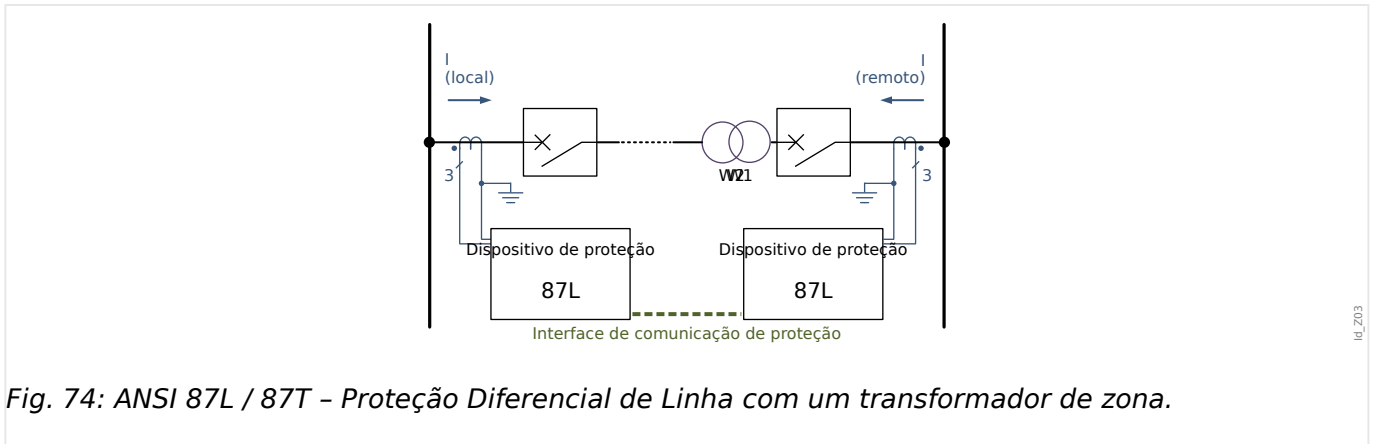 I
(local)
I
(remoto)
3
W2
W1
3
Dispositivo de proteção
87L
Dispositivo de proteção
87L
Interface de comunicação de proteção
ld_Z03
Fig. 74: ANSI 87L / 87T – Proteção Diferencial de Linha com um transformador de zona.